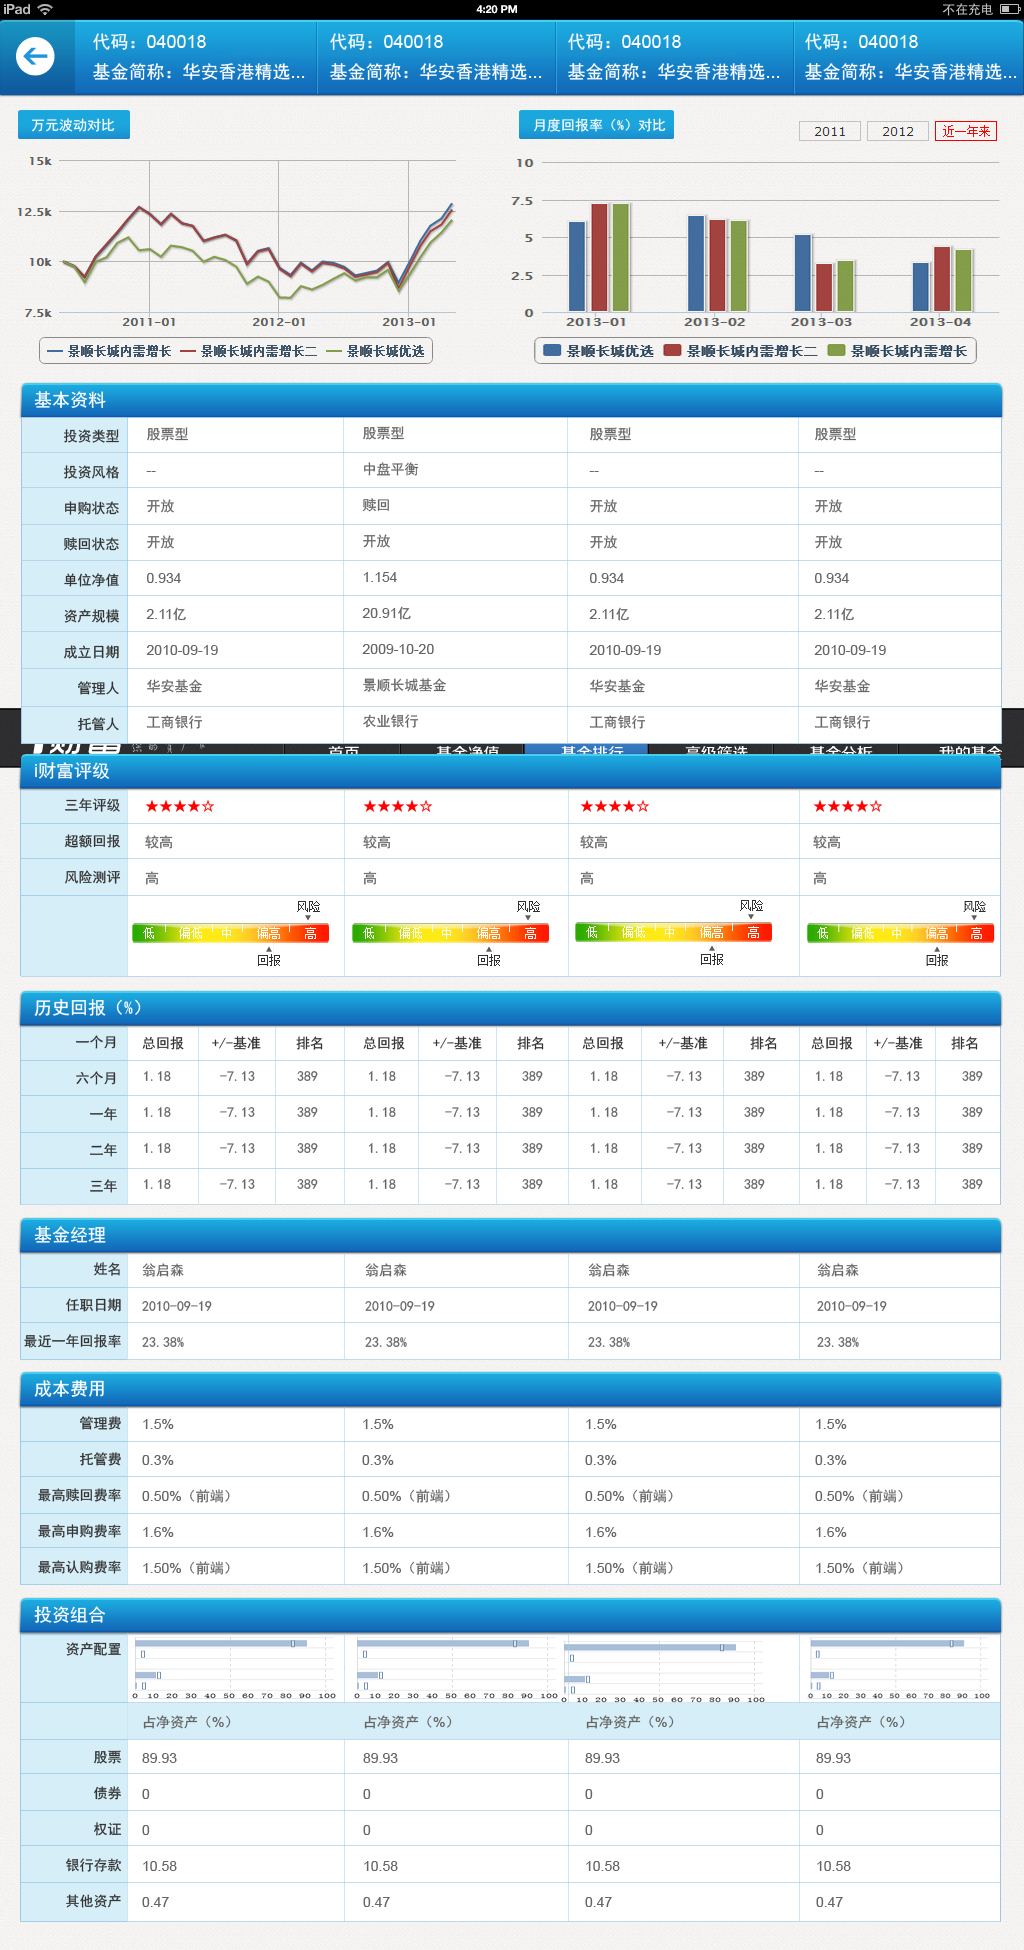 iPad 4:20 PM 不在充电
代码：040018 代码：040018 代码：040018 代码：040018
基金简称：华安香港精选... 基金简称：华安香港精选... 基金简称：华安香港精选... 基金简称：华安香港精选...
万元波动对比 月度回报率（%）对比 2011 2012 近一年来
15k
12.5k
10k
7.5k
2011-01 2012-01 2013-01
景顺长城内需增长 景顺长城内需增长二 景顺长城优选
10
7.5
5
2.5
0
2013-01 2013-02 2013-03 2013-04
景顺长城优选 景顺长城内需增长二 景顺长城内需增长
基本资料
投资类型 股票型 股票型 股票型 股票型
投资风格 -- 中盘平衡 -- --
申购状态 开放 赎回 开放 开放
赎回状态 开放 开放 开放 开放
单位净值 0.934 1.154 0.934 0.934
资产规模 2.11亿 20.91亿 2.11亿 2.11亿
成立日期 2010-09-19 2009-10-20 2010-09-19 2010-09-19
管理人 华安基金 景顺长城基金 华安基金 华安基金
托管人 工商银行 农业银行 工商银行 工商银行
首页 基金净值 基金排行 高级筛选 基金分析 我的基金
i财富评级
三年评级 ★★★★☆ ★★★★☆ ★★★★☆ ★★★★☆
超额回报 较高 较高 较高 较高
风险测评 高 高 高 高
风险 风险 风险 风险
低 偏低 中 偏高 高 低 偏低 中 偏高 高 低 偏低 中 偏高 高 低 偏低 中 偏高 高
回报 回报 回报 回报
历史回报（%）
一个月 总回报 +/-基准 排名 总回报 +/-基准 排名 总回报 +/-基准 排名 总回报 +/-基准 排名
六个月 1.18 -7.13 389 1.18 -7.13 389 1.18 -7.13 389 1.18 -7.13 389
一年 1.18 -7.13 389 1.18 -7.13 389 1.18 -7.13 389 1.18 -7.13 389
二年 1.18 -7.13 389 1.18 -7.13 389 1.18 -7.13 389 1.18 -7.13 389
三年 1.18 -7.13 389 1.18 -7.13 389 1.18 -7.13 389 1.18 -7.13 389
基金经理
姓名 翁启森 翁启森 翁启森 翁启森
任职日期 2010-09-19 2010-09-19 2010-09-19 2010-09-19
最近一年回报率 23.38% 23.38% 23.38% 23.38%
成本费用
管理费 1.5% 1.5% 1.5% 1.5%
托管费 0.3% 0.3% 0.3% 0.3%
最高赎回费率 0.50%（前端） 0.50%（前端） 0.50%（前端） 0.50%（前端）
最高申购费率 1.6% 1.6% 1.6% 1.6%
最高认购费率 1.50%（前端） 1.50%（前端） 1.50%（前端） 1.50%（前端）
投资组合
资产配置
0 10 20 30 40 50 60 70 80 90 100 0 10 20 30 40 50 60 70 80 90 100 0 10 20 30 40 50 60 70 80 90 100 0 10 20 30 40 50 60 70 80 90 100
占净资产（%） 占净资产（%） 占净资产（%） 占净资产（%）
股票 89.93 89.93 89.93 89.93
债券 0 0 0 0
权证 0 0 0 0
银行存款 10.58 10.58 10.58 10.58
其他资产 0.47 0.47 0.47 0.47